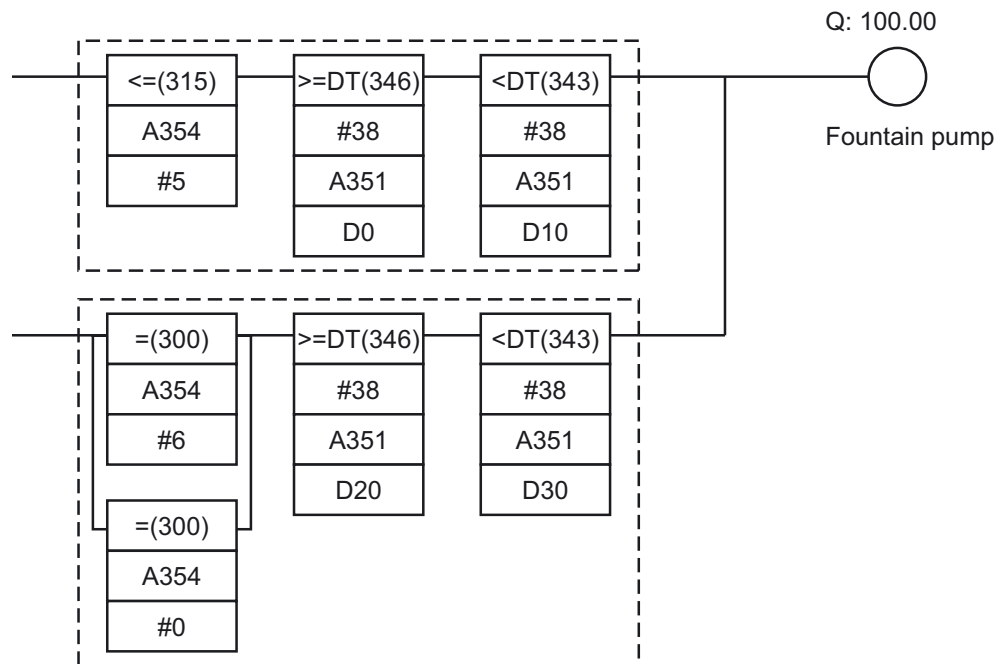 Q: 100.00
<=(315)
A354
#5
>=DT(346)
#38
A351
D0
<DT(343)
#38
A351
D10
Fountain pump
=(300)
A354
#6
=(300)
A354
#0
>=DT(346)
#38
A351
D20
<DT(343)
#38
A351
D30